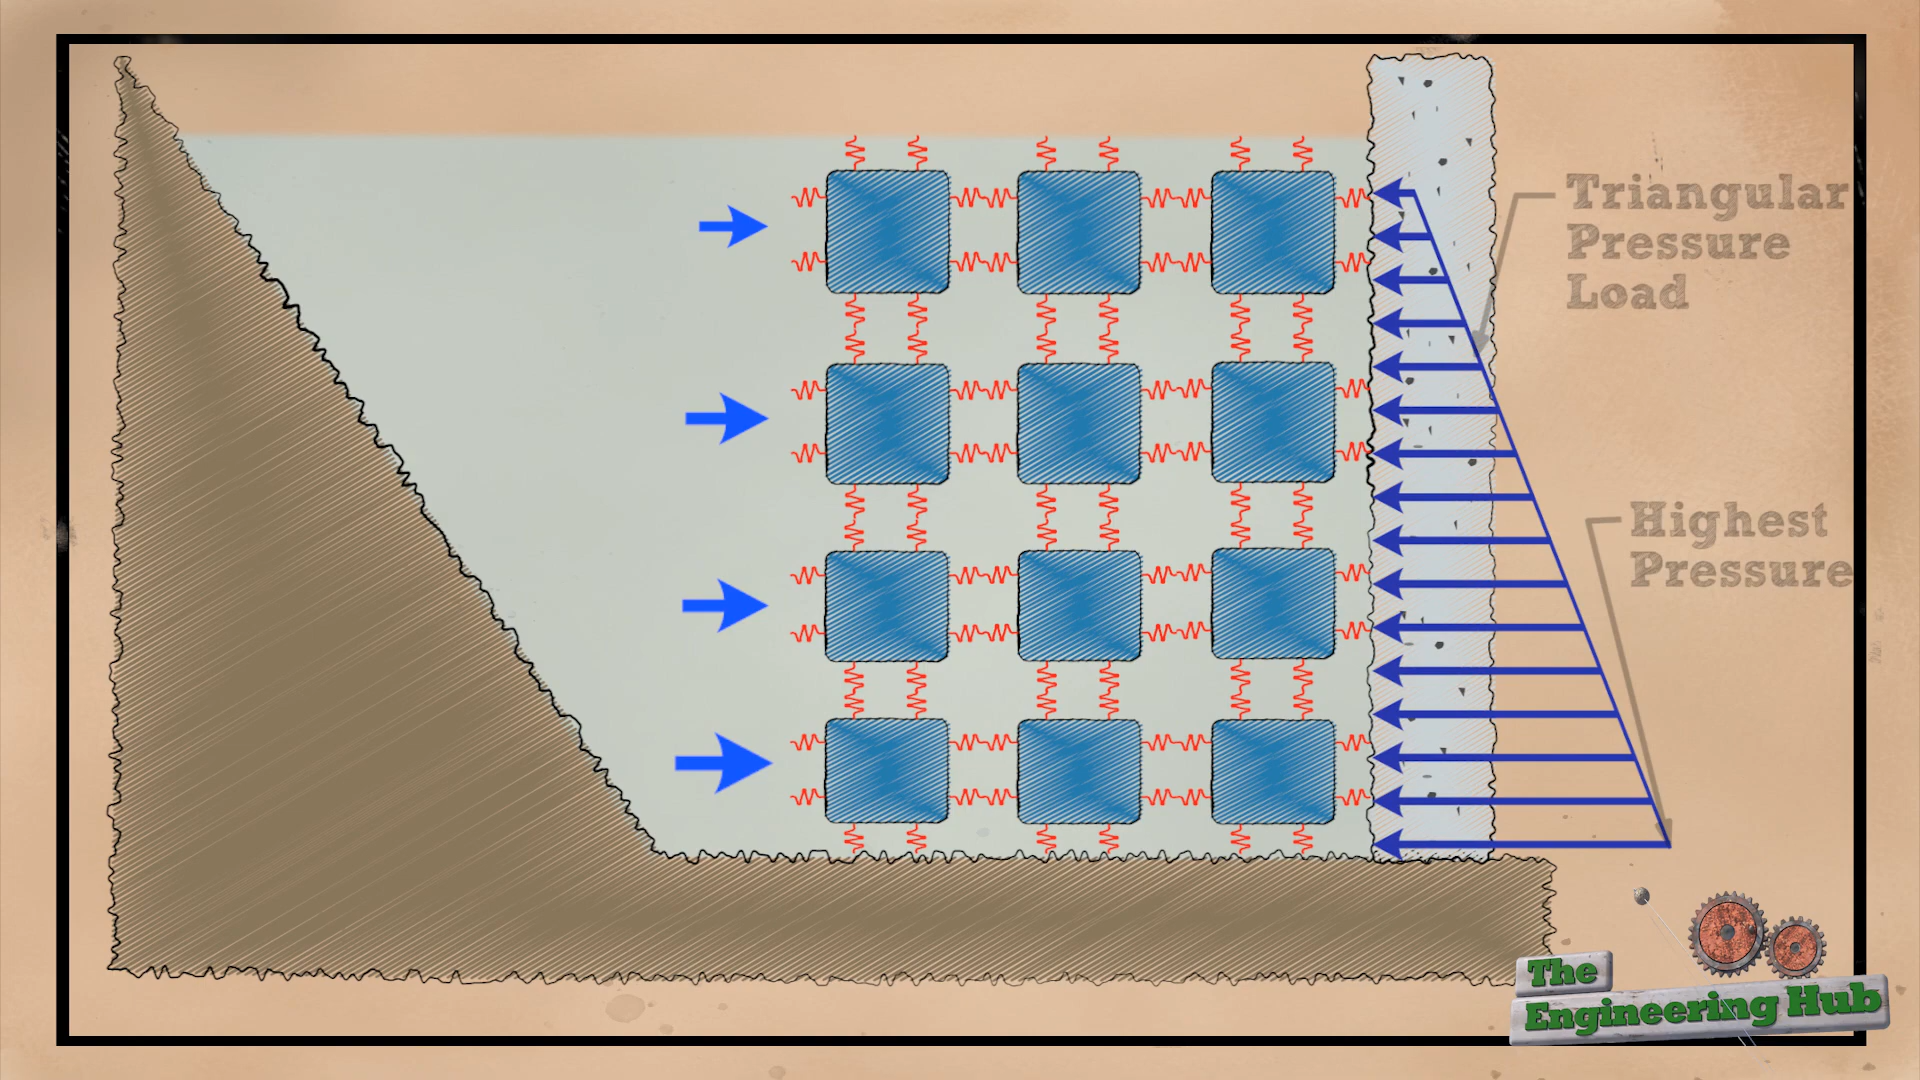 Triangular
Pressure
Load
Highest
Pressure
The
Engineering Hub